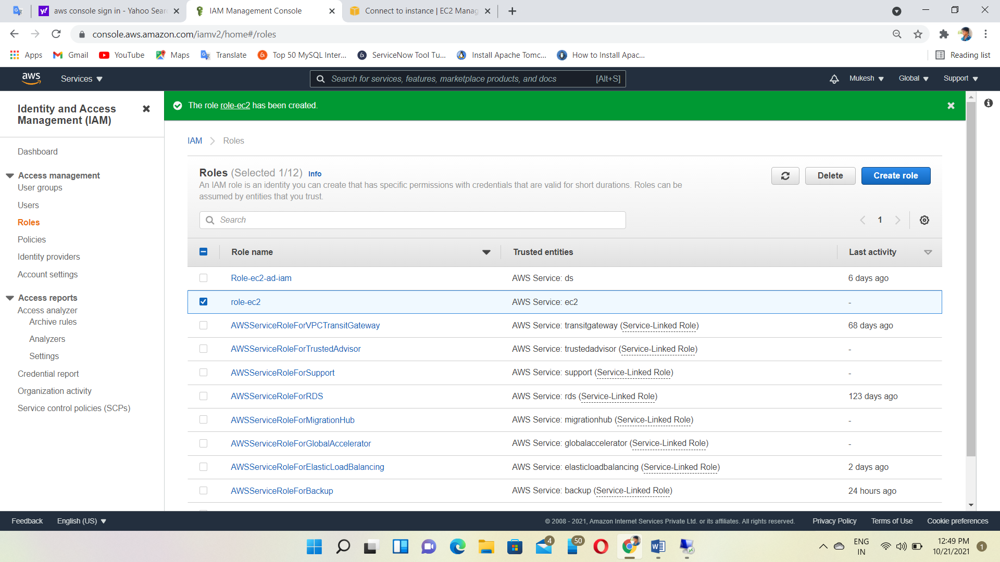 aws console sign in - Yahoo Sear
IAM Management Console
Connect to instance | EC2 Manag
console.aws.amazon.com/iamv2/home#/roles
Apps
Gmail
YouTube
Maps
Translate
Top 50 MySQL Inter...
ServiceNow Tool Tu...
Install Apache Tomc...
How to Install Apac...
Reading list
aws
Services
Search for services, features, marketplace products, and docs [Alt+S]
Mukesh
Global
Support
Identity and Access
Management (IAM)
Dashboard
Access management
User groups
Users
Roles
Policies
Identity providers
Account settings
Access reports
Access analyzer
Archive rules
Analyzers
Settings
Credential report
Organization activity
Service control policies (SCPs)
The role role-ec2 has been created.
IAM > Roles
Roles (Selected 1/12) Info
An IAM role is an identity you can create that has specific permissions with credentials that are valid for short durations. Roles can be
assumed by entities that you trust.
Delete
Create role
Search
1
Role name Trusted entities Last activity
Role-ec2-ad-iam AWS Service: ds 6 days ago
role-ec2 AWS Service: ec2 -
AWSServiceRoleForVPCTransitGateway AWS Service: transitgateway (Service-Linked Role) 68 days ago
AWSServiceRoleForTrustedAdvisor AWS Service: trustedadvisor (Service-Linked Role) -
AWSServiceRoleForSupport AWS Service: support (Service-Linked Role) -
AWSServiceRoleForRDS AWS Service: rds (Service-Linked Role) 123 days ago
AWSServiceRoleForMigrationHub AWS Service: migrationhub (Service-Linked Role) -
AWSServiceRoleForGlobalAccelerator AWS Service: globalaccelerator (Service-Linked Role) -
AWSServiceRoleForElasticLoadBalancing AWS Service: elasticloadbalancing (Service-Linked Role) 2 days ago
AWSServiceRoleForBackup AWS Service: backup (Service-Linked Role) 24 hours ago
Feedback
English (US)
© 2008 - 2021, Amazon Internet Services Private Ltd. or its affiliates. All rights reserved.
Privacy Policy
Terms of Use
Cookie preferences
4
50
ENG
IN
12:49 PM
10/21/2021
1